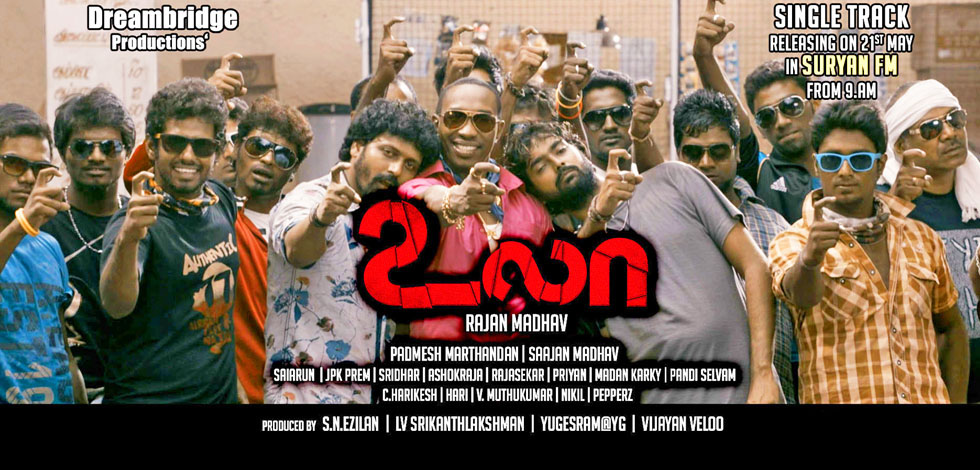 Dreambridge
Productions'
SINGLE TRACK
RELEASING ON 21ST MAY
IN SURYAN FM
FROM 9.AM
உலா
RAJAN MADHAV
PADMESH MARTHANDAN | SAAJAN MADHAV
SAIARUN | JPK PREM | SRIDHAR | ASHOKRAJA | RAJASEKAR | PRIYAN | MADAN KARKY | PANDI SELVAM
C.HARIKESH | HARI | V. MUTHUKUMAR | NIKIL | PEPPERZ
PRODUCED BY S.N.EZILAN | LV SRIKANTHLAKSHMAN | YUGESRAM@YG | VIJAYAN VELOO
AUTHENTIC